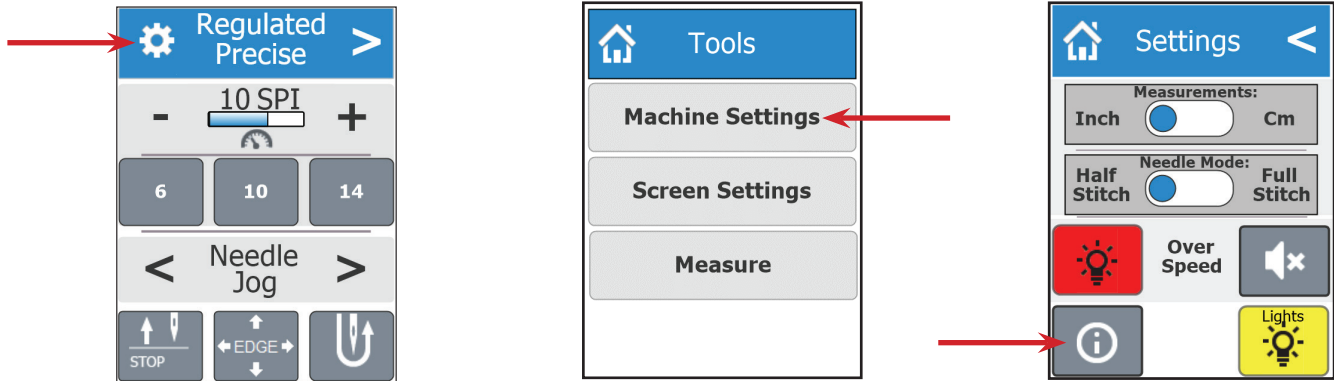 Regulated
Precise
>
- 10 SPI +
6 10 14
< Needle >
Jog
STOP
EDGE
Tools
Machine Settings
Screen Settings
Measure
Settings <
Measurements:
Inch Cm
Needle Mode:
Half Full
Stitch Stitch
Over
Speed
Lights